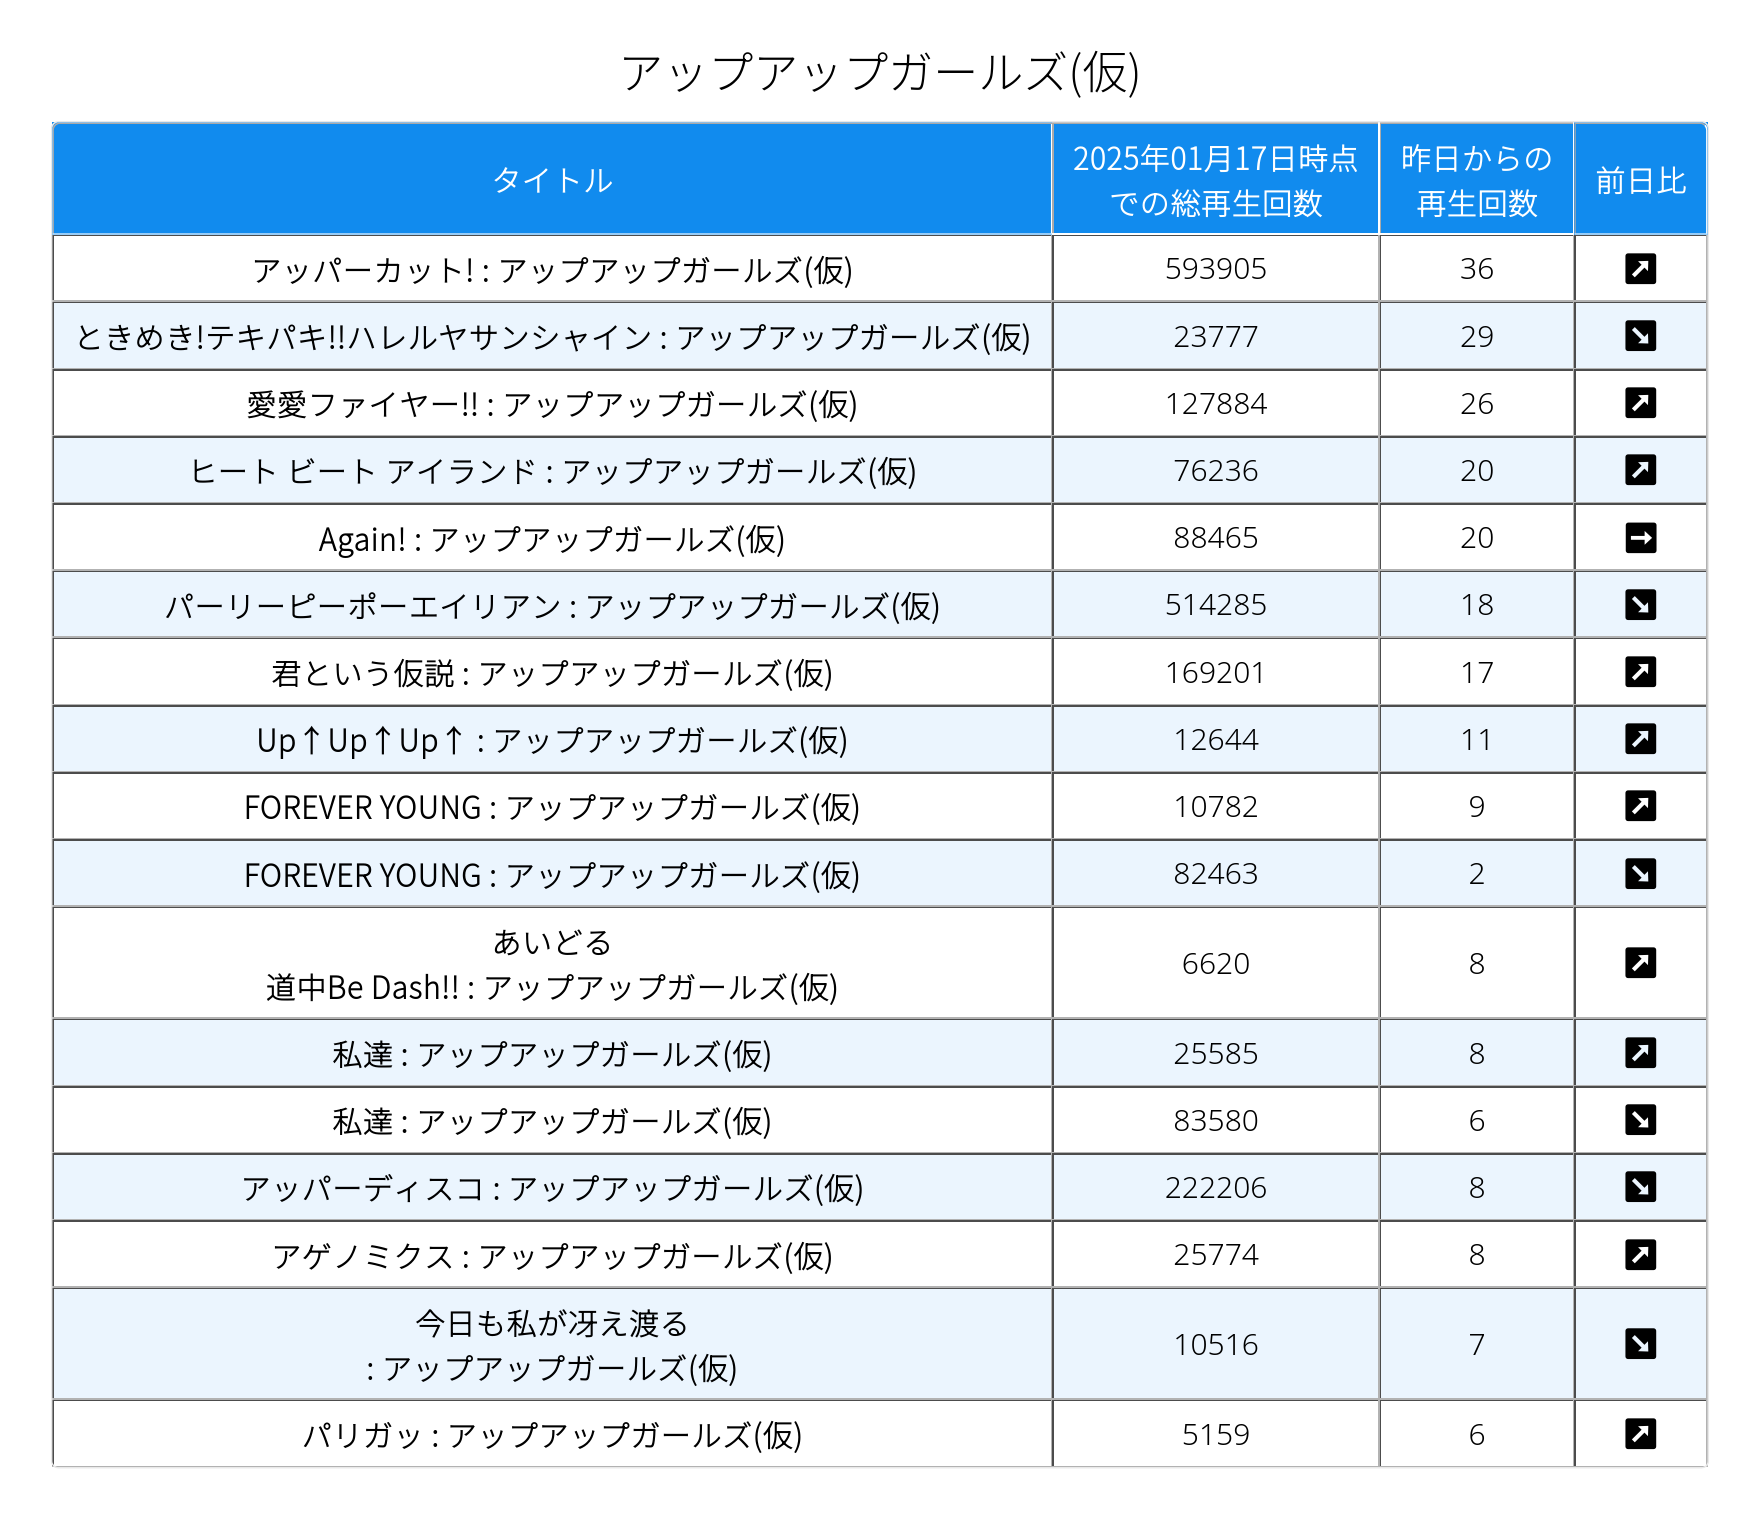 アップアップガールズ(仮)
タイトル 2025年01月17日時点での総再生回数 昨日からの再生回数 前日比
アッパーカット! : アップアップガールズ(仮) 593905 36 ↗
ときめき!テキパキ!!ハレルヤサンシャイン : アップアップガールズ(仮) 23777 29 ↘
愛愛ファイヤー!! : アップアップガールズ(仮) 127884 26 ↗
ヒート ビート アイランド : アップアップガールズ(仮) 76236 20 ↗
Again! : アップアップガールズ(仮) 88465 20 →
パーリーピーポーエイリアン : アップアップガールズ(仮) 514285 18 ↘
君という仮説 : アップアップガールズ(仮) 169201 17 ↗
Up↑Up↑Up↑ : アップアップガールズ(仮) 12644 11 ↗
FOREVER YOUNG : アップアップガールズ(仮) 10782 9 ↗
FOREVER YOUNG : アップアップガールズ(仮) 82463 2 ↘
あいどる
道中Be Dash!! : アップアップガールズ(仮) 6620 8 ↗
私達 : アップアップガールズ(仮) 25585 8 ↗
私達 : アップアップガールズ(仮) 83580 6 ↘
アッパーディスコ : アップアップガールズ(仮) 222206 8 ↘
アゲノミクス : アップアップガールズ(仮) 25774 8 ↗
今日も私が冴え渡る
: アップアップガールズ(仮) 10516 7 ↘
パリガッ : アップアップガールズ(仮) 5159 6 ↗